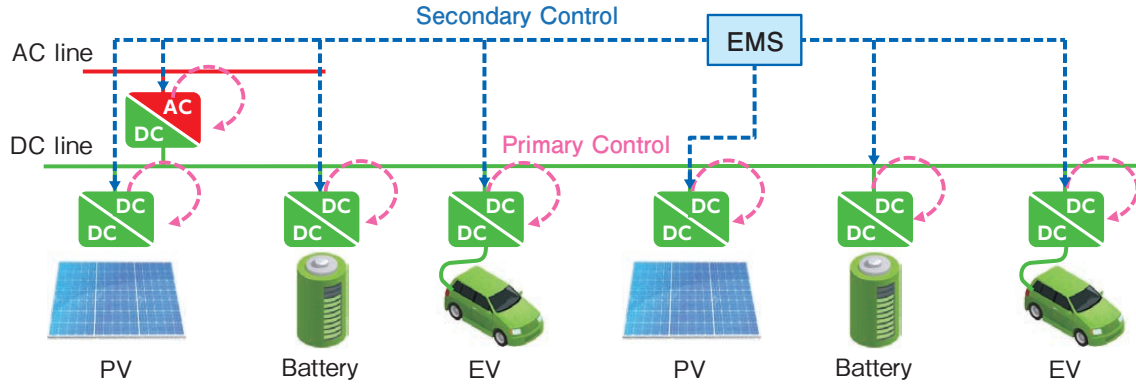 Secondary Control
EMS
AC line
AC
DC
DC line
Primary Control
DC
DC
DC
DC
DC
DC
DC
DC
DC
DC
DC
DC
PV
Battery
EV
PV
Battery
EV